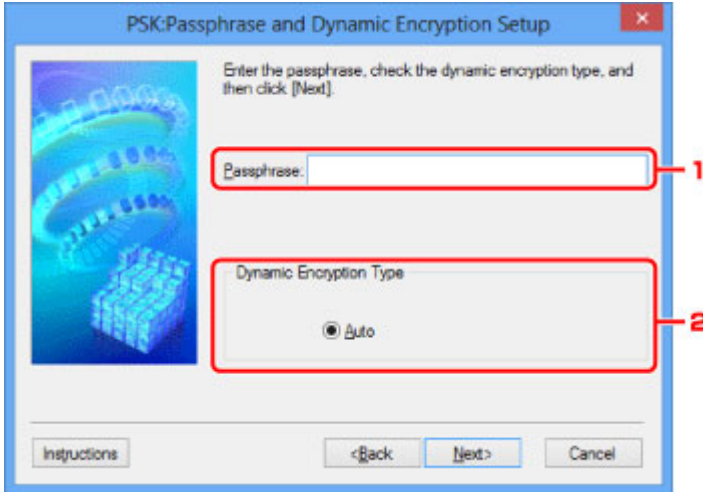 PSK:Passphrase and Dynamic Encryption Setup
Enter the passphrase, check the dynamic encryption type, and
then click [Next].
Passphrase:
1
Dynamic Encryption Type
Auto
2
Instructions
<Back
Next>
Cancel